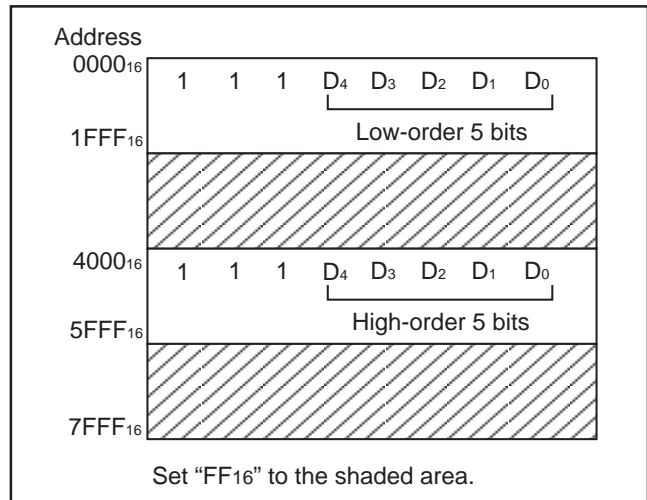 Address
0000₁₆
1 1 1 D₄ D₃ D₂ D₁ D₀
Low-order 5 bits
1FFF₁₆
4000₁₆
1 1 1 D₄ D₃ D₂ D₁ D₀
High-order 5 bits
5FFF₁₆
7FFF₁₆
Set “FF₁₆” to the shaded area.